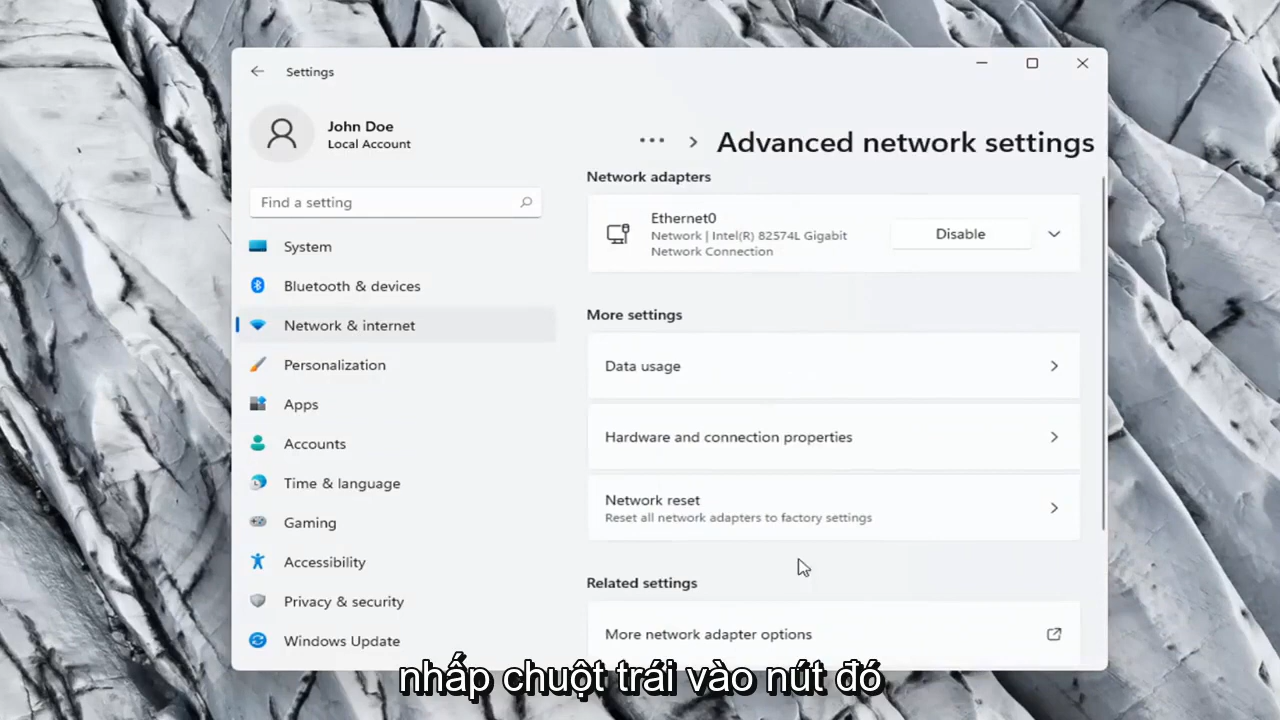 Settings
John Doe
Local Account
Find a setting
System
Bluetooth & devices
Network & internet
Personalization
Apps
Accounts
Time & language
Gaming
Accessibility
Privacy & security
Windows Update
••• > Advanced network settings
Network adapters
Ethernet0
Network | Intel(R) 82574L Gigabit
Network Connection
Disable
More settings
Data usage
Hardware and connection properties
Network reset
Reset all network adapters to factory settings
Related settings
More network adapter options
nhấp chuột trái vào nút đó